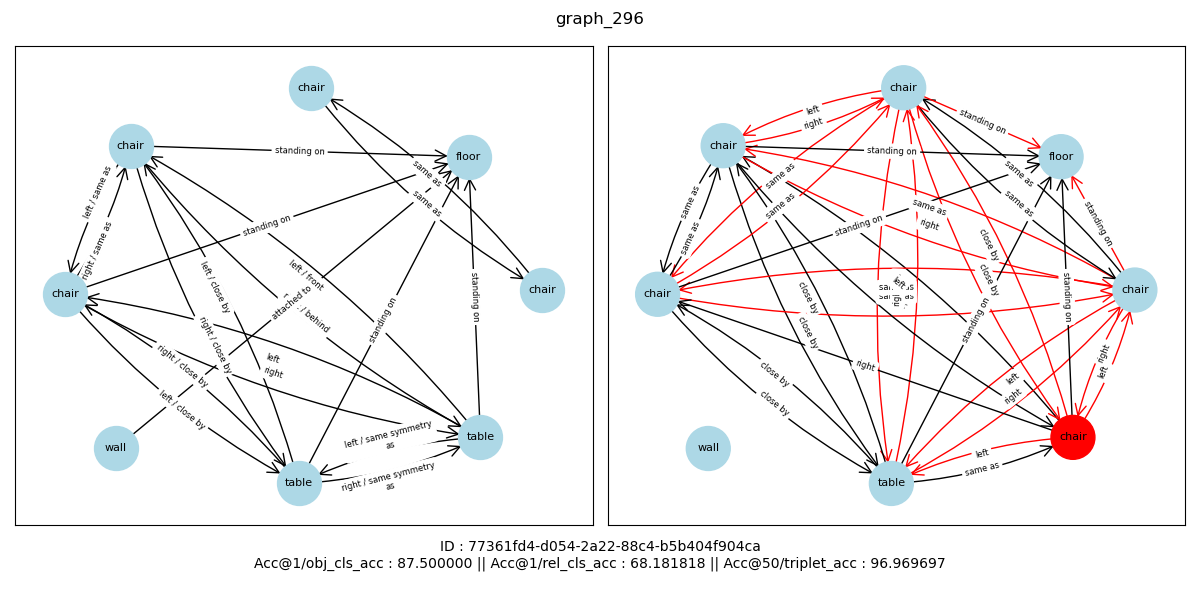 graph_296
chair
chair
floor
standing on
same as
same as
left / same as
right / same as
standing on
left / close by
left / front
attached to
/ behind
chair
chair
standing on
standing on
right / close by
left
right
right / close by
left / close by
wall
left / same symmetry
as
table
right / same symmetry
as
table
chair
left
right
standing on
chair
standing on
floor
same as
same as
same as
same as
same as
same as
same as
right
standing on
standing on
close by
close by
left
chair
chair
close by
close by
standing on
standing on
right
close by
close by
left
right
right
left
wall
chair
left
same as
table
ID : 77361fd4-d054-2a22-88c4-b5b404f904ca
Acc@1/obj_cls_acc : 87.500000 || Acc@1/rel_cls_acc : 68.181818 || Acc@50/triplet_acc : 96.969697